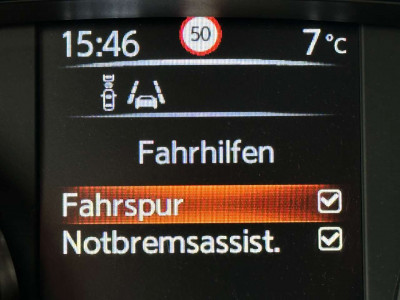 15:46 50 7°C
Fahrhilfen
Fahrspur
Notbremsassist.